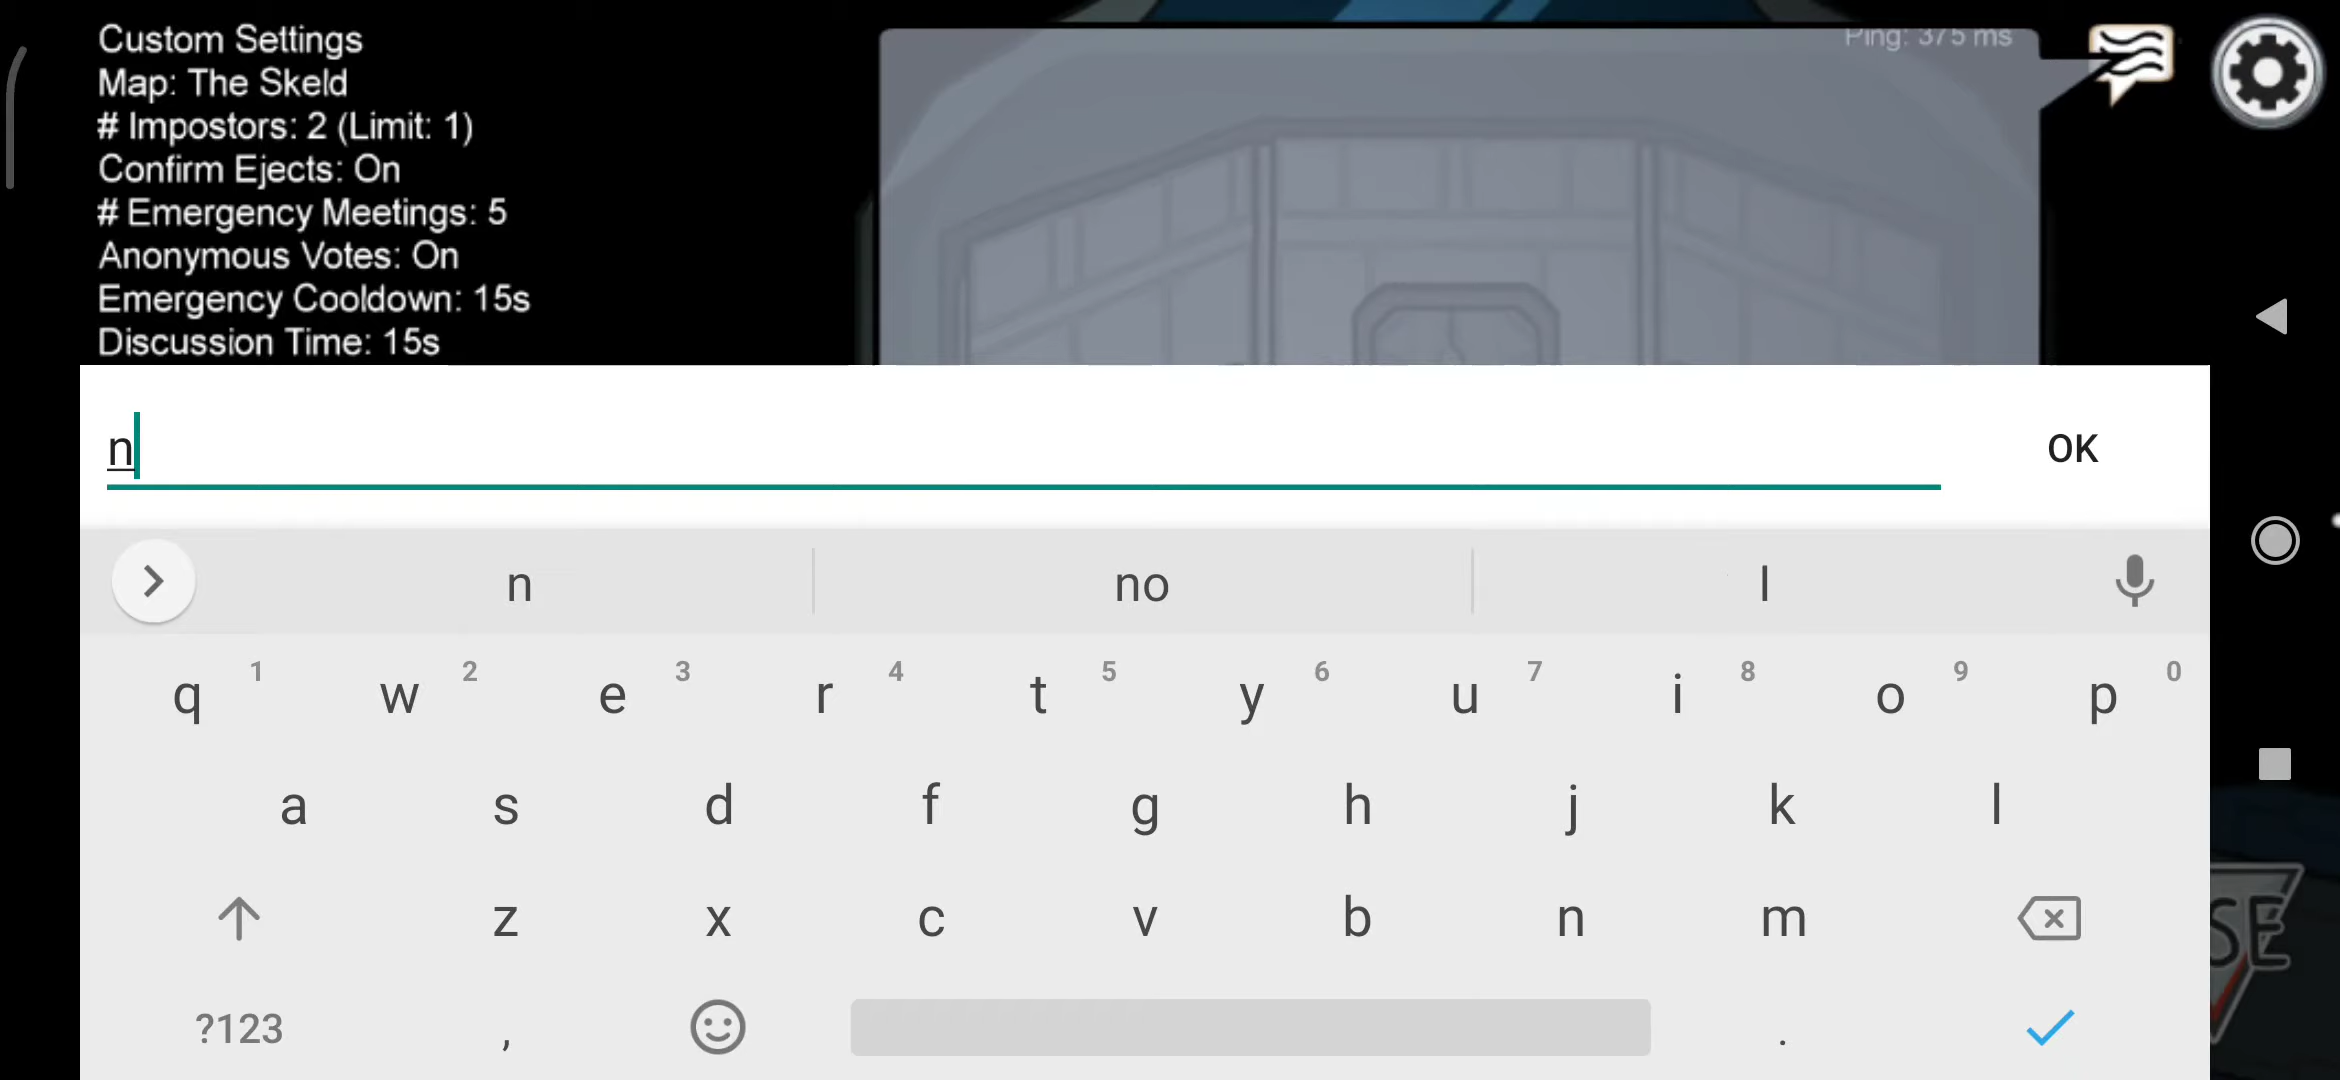 Custom Settings
Map: The Skeld
# Impostors: 2 (Limit: 1)
Confirm Ejects: On
# Emergency Meetings: 5
Anonymous Votes: On
Emergency Cooldown: 15s
Discussion Time: 15s
Ping: 375 ms
n
OK
n no I
q 1 w 2 e 3 r 4 t 5 y 6 u 7 i 8 o 9 p 0
a s d f g h j k l
z x c v b n m
?123 , .
SE